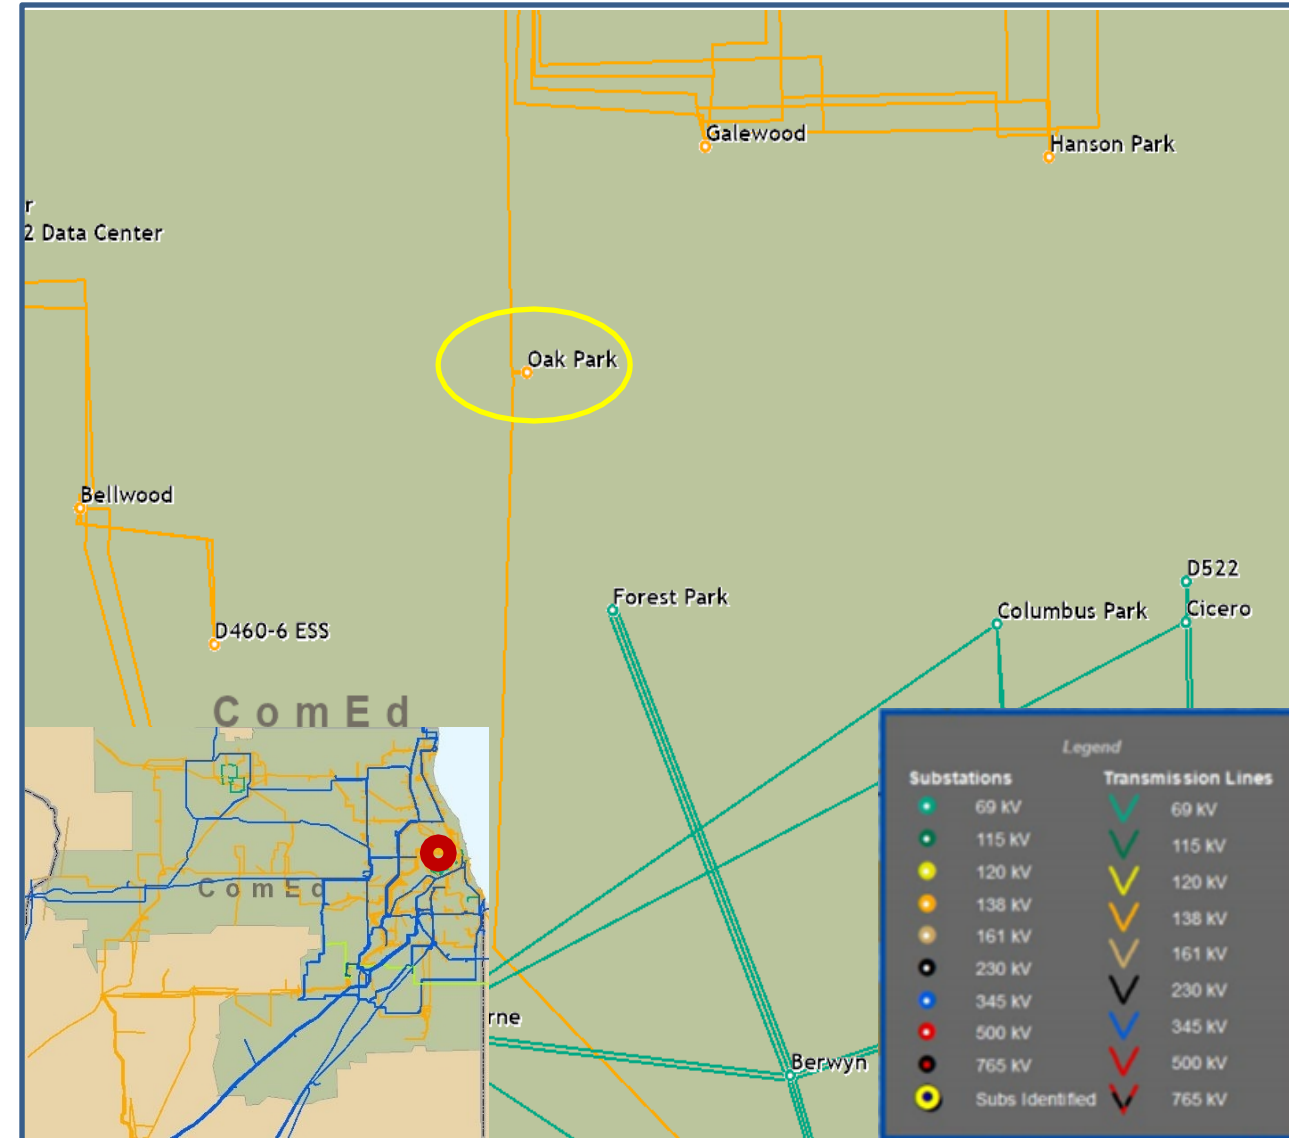 Galewood
Hanson Park
r
2 Data Center
Oak Park
Bellwood
D522
Forest Park
Columbus Park
Cicero
D460-6 ESS
ComEd
ComEd
rne
Berwyn
Legend
Substations Transmission Lines
69 kV 69 kV
115 kV 115 kV
120 kV 120 kV
138 kV 138 kV
161 kV 161 kV
230 kV 230 kV
345 kV 345 kV
500 kV 500 kV
765 kV 765 kV
Subs Identified